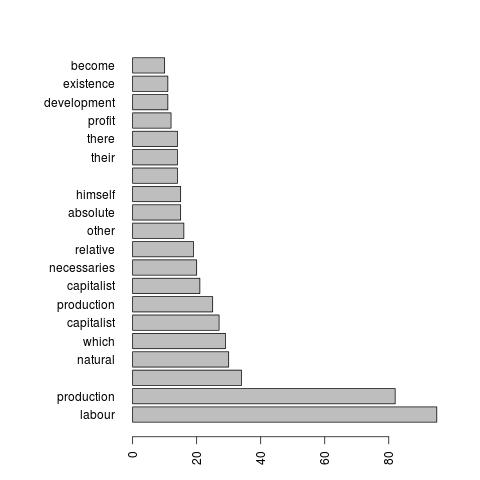 become
existence
development
profit
there
their
himself
absolute
other
relative
necessaries
capitalist
production
capitalist
which
natural
production
labour
0 20 40 60 80